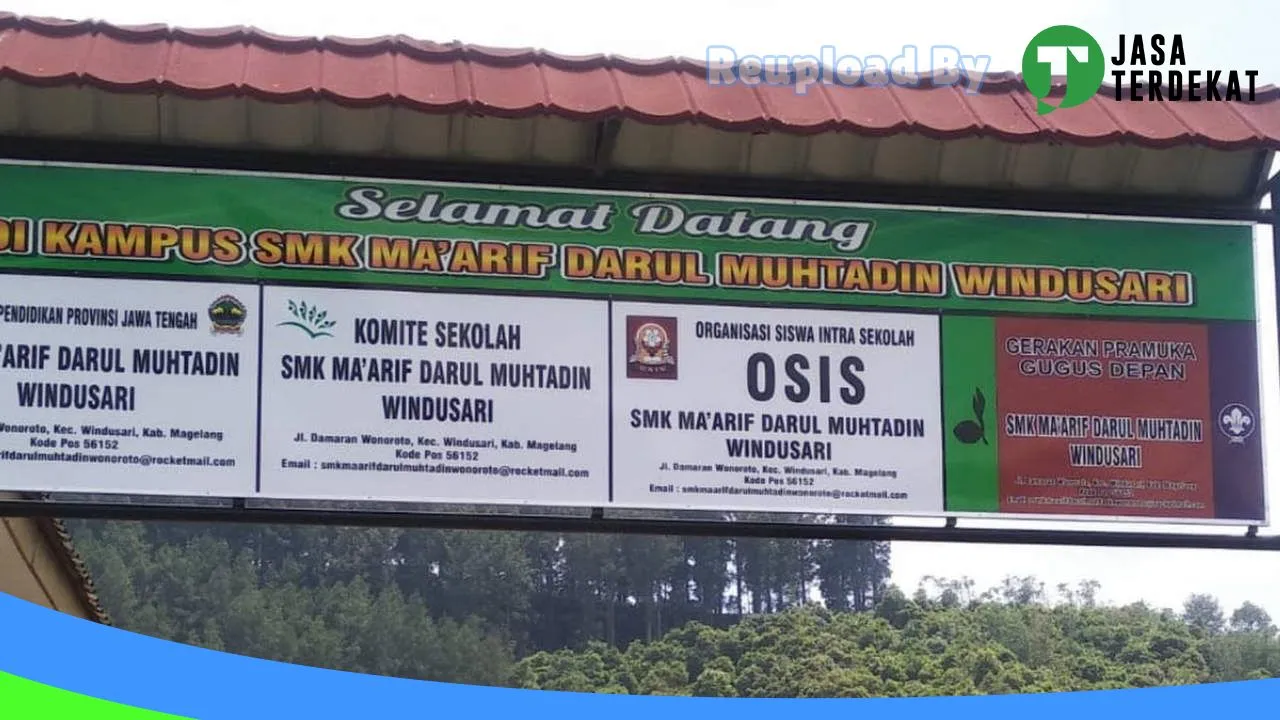 Reupload By
JASA
TERDEKAT
Selamat Datang
DI KAMPUS SMK MA'ARIF DARUL MUHTADIN WINDUSARI
PENDIDIKAN PROVINSI JAWA TENGAH
'ARIF DARUL MUHTADIN
WINDUSARI
Wonoroto, Kec. Windusari, Kab. Magelang
Kode Pos 56152
arifdarulmuhtadinwonoroto@rocketmail.com
KOMITE SEKOLAH
SMK MA'ARIF DARUL MUHTADIN
WINDUSARI
Jl. Damaran Wonoroto, Kec. Windusari, Kab. Magelang
Kode Pos 56152
Email : smkmaarifdarulmuhtadinwonoroto@rocketmail.com
ORGANISASI SISWA INTRA SEKOLAH
OSIS
SMK MA'ARIF DARUL MUHTADIN
WINDUSARI
Jl. Damaran Wonoroto, Kec. Windusari, Kab. Magelang
Kode Pos 56152
Email : smkmaarifdarulmuhtadinwonoroto@rocketmail.com
GERAKAN PRAMUKA
GUGUS DEPAN
SMK MA'ARIF DARUL MUHTADIN
WINDUSARI
Kode Pos 56152